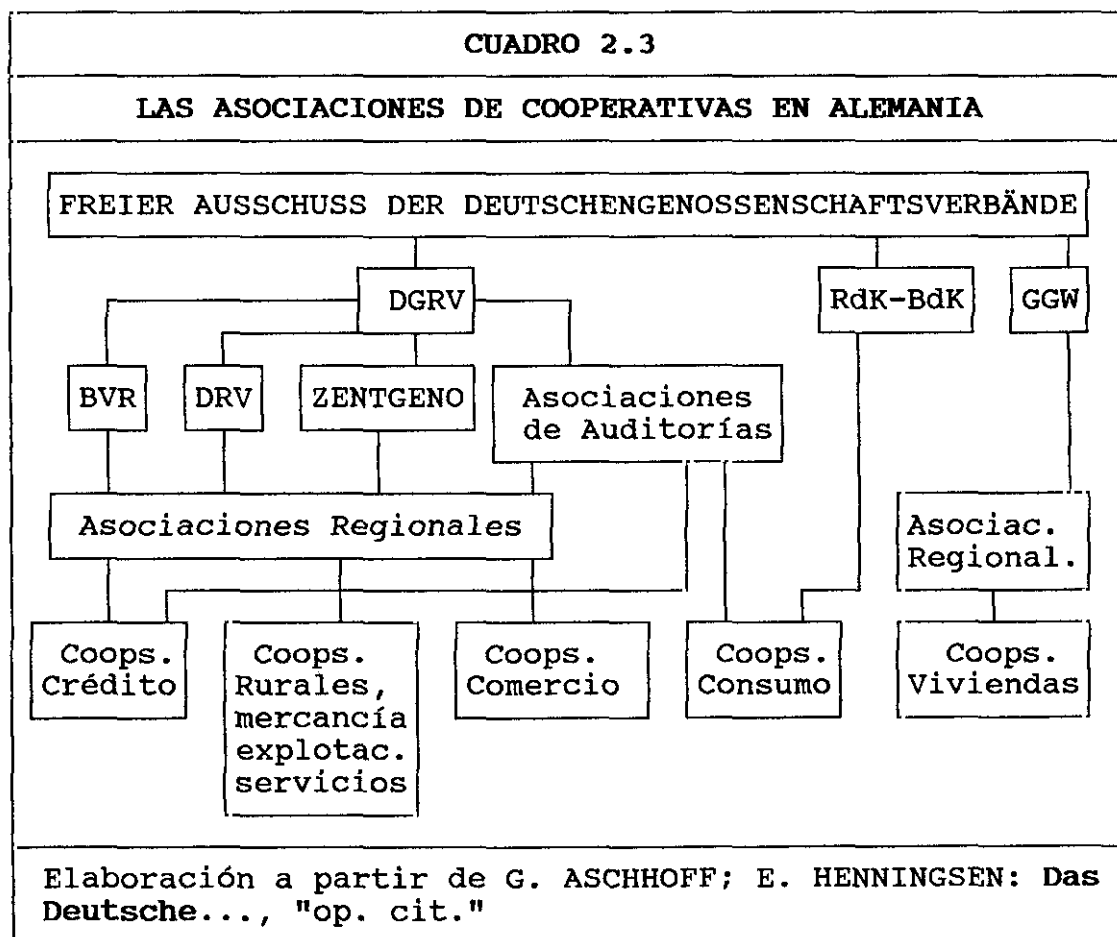 CUADRO 2.3
LAS ASOCIACIONES DE COOPERATIVAS EN ALEMANIA
FREIER AUSSCHUSS DER DEUTSCHENGENOSSENSCHAFTSVERBÄNDE
DGRV
RdK-BdK
GGW
BVR
DRV
ZENTGENO
Asociaciones
de Auditorías
Asociaciones Regionales
Asociac.
Regional.
Coops.
Crédito
Coops.
Rurales,
mercancía
explotac.
servicios
Coops.
Comercio
Coops.
Consumo
Coops.
Viviendas
Elaboración a partir de G. ASCHHOFF; E. HENNINGSEN: Das
Deutsche..., "op. cit."